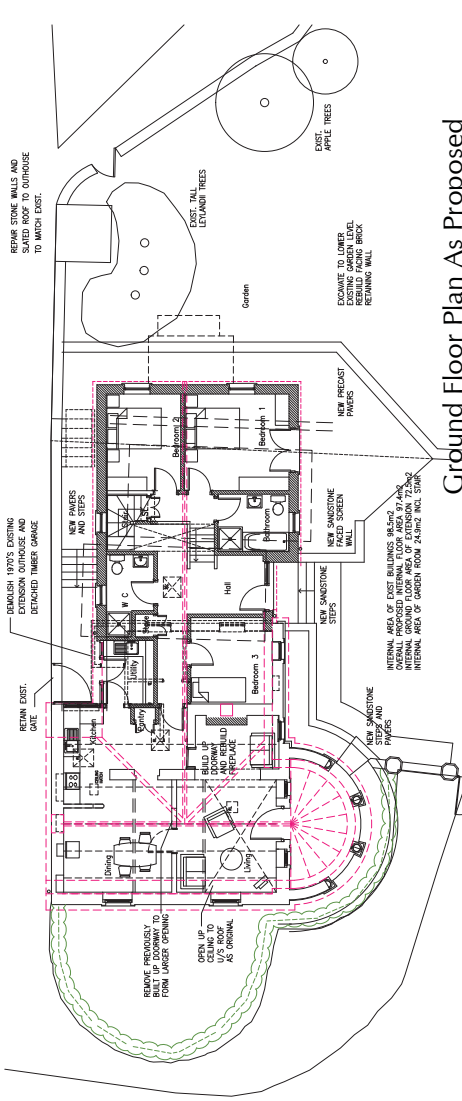 REPAIR STONE WALLS AND
SLATED ROOF TO OUTHOUSE
TO MATCH EXIST.
DEMOLISH 1970'S EXISTING
EXTENSION OUTHOUSE AND
DETACHED TIMBER GARAGE
RETAIN EXIST.
GATE
NEW PAVERS
AND STEPS
EXIST. TALL
LEYLANDII TREES
EXIST.
APPLE TREES
Garden
EXCAVATE TO LOWER
EXISTING GARDEN LEVEL
REBUILD FACING BRICK
RETAINING WALL
Kitchen
Utility
Pantry
Store
W C
Bedroom 2
Bedroom 1
Bathroom
Hall
Bedroom 3
Dining
Living
BUILD UP
DOORWAY
AND REBUILD
FIREPLACE
REMOVE PREVIOUSLY
BUILT UP DOORWAY TO
FORM LARGER OPENING
OPEN UP
CEILING TO
U/S ROOF
AS ORIGINAL
NEW SANDSTONE
STEPS AND
PAVERS
NEW SANDSTONE
STEPS
NEW SANDSTONE
FACED SCREEN
WALL
NEW PRECAST
PAVERS
INTERNAL AREA OF EXIST BUILDINGS 98.5m2
OVERALL PROPOSED INTERNAL FLOOR AREA 97.4m2
INTERNAL GROUND FLOOR AREA OF EXTENSION 72.5m2
INTERNAL AREA OF GARDEN ROOM 24.9m2 INCL STAIR
Ground Floor Plan As Proposed